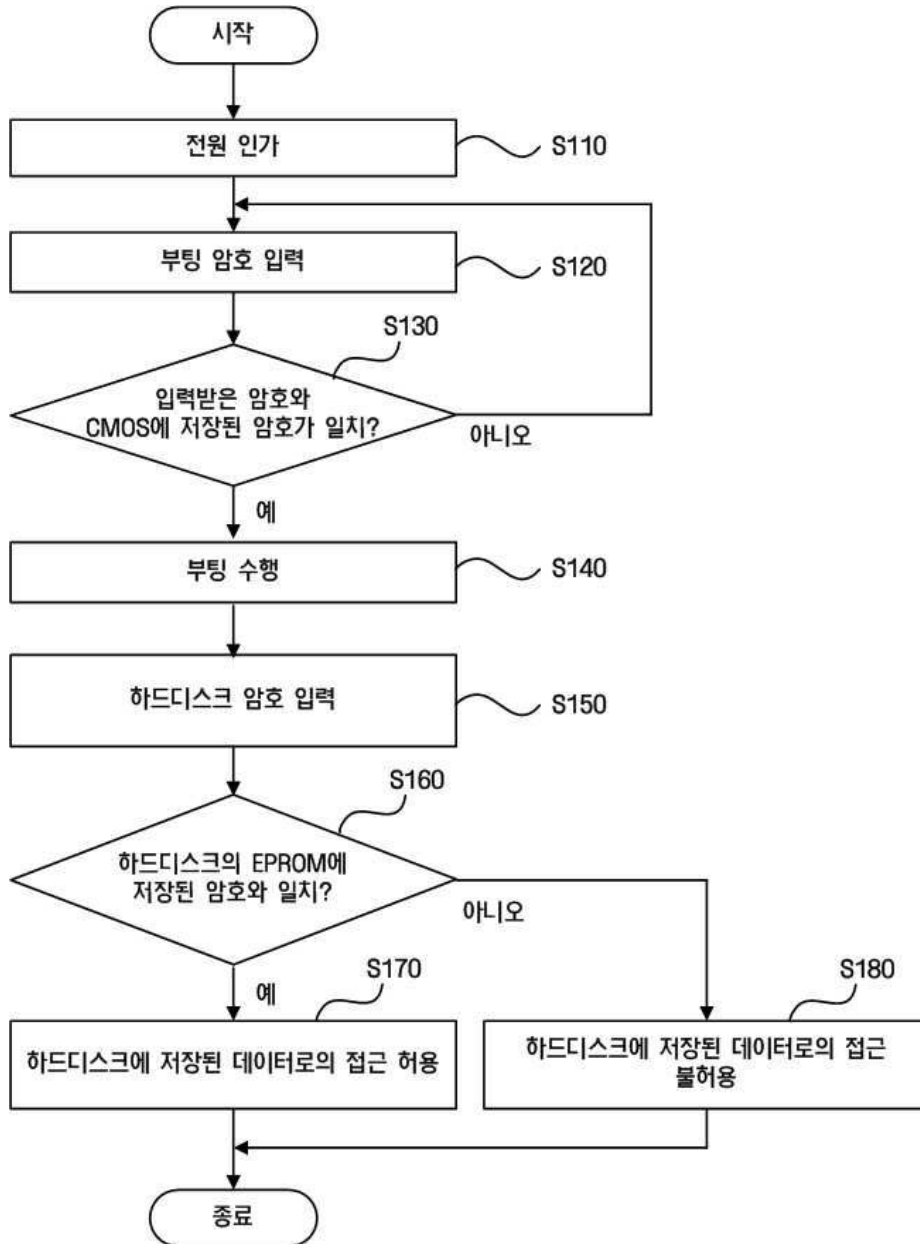 시작
전원 인가
S110
부팅 암호 입력
S120
S130
입력받은 암호와
CMOS에 저장된 암호가 일치?
아니오
예
부팅 수행
S140
하드디스크 암호 입력
S150
S160
하드디스크의 EPROM에
저장된 암호와 일치?
아니오
예
S170
S180
하드디스크에 저장된 데이터로의 접근 허용
하드디스크에 저장된 데이터로의 접근
불허용
종료